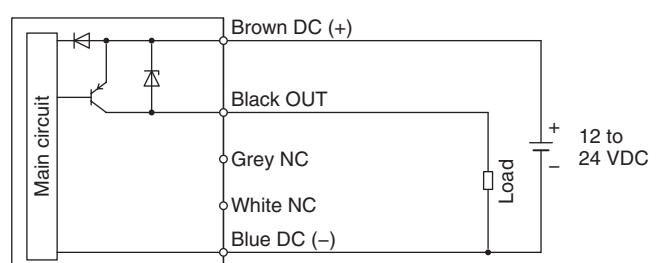 Brown DC (+)
Black OUT
Main circuit
Grey NC
White NC
Blue DC (−)
Load
+
−
12 to
24 VDC